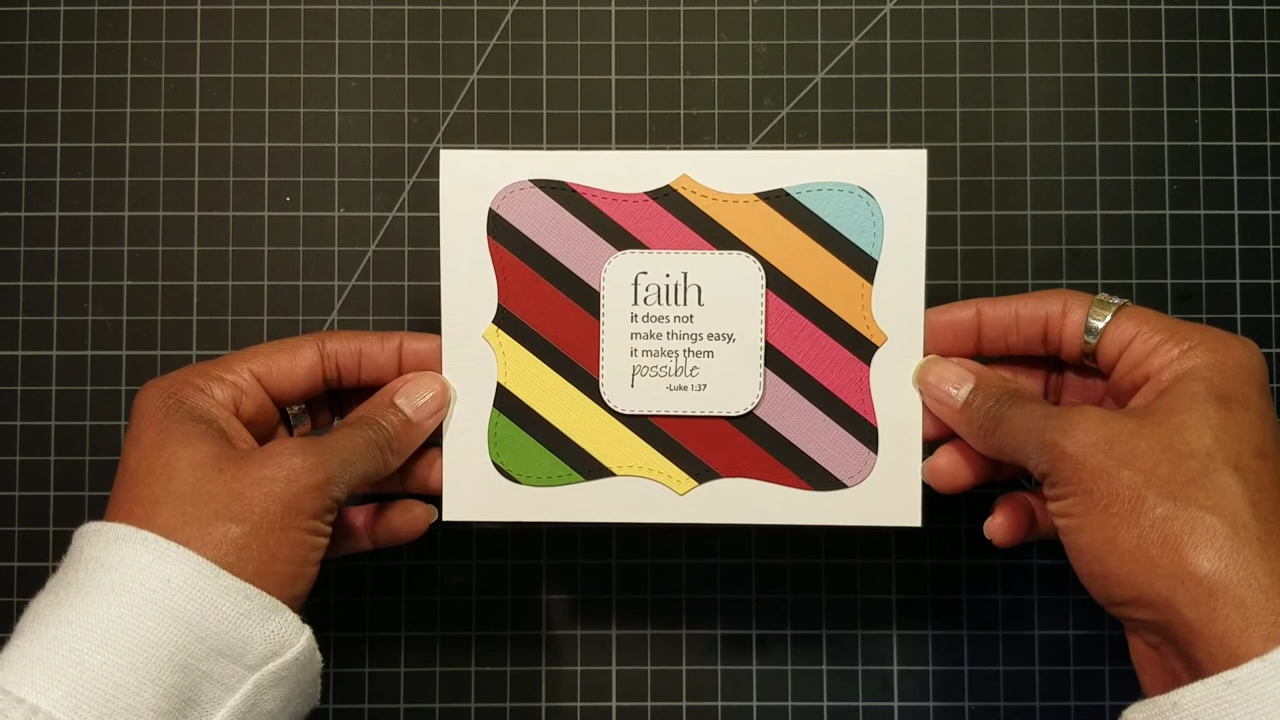 faith
it does not
make things easy,
it makes them
possible
-Luke 1:37